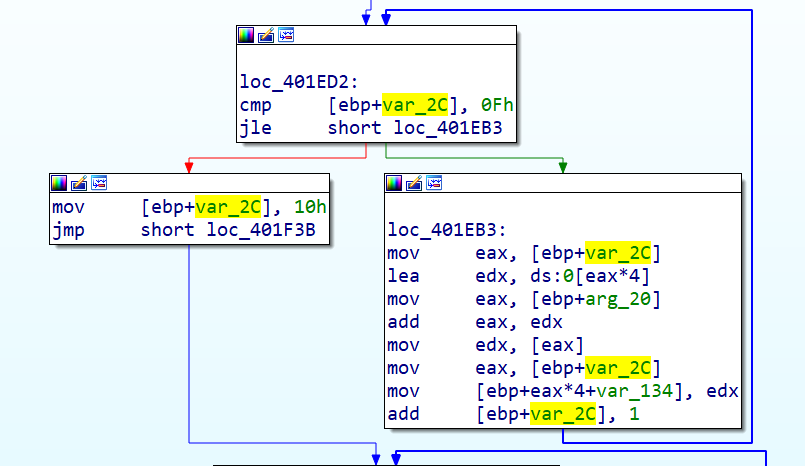 loc_401ED2:
cmp [ebp+var_2C], 0Fh
jle short loc_401EB3
mov [ebp+var_2C], 10h
jmp short loc_401F3B
loc_401EB3:
mov eax, [ebp+var_2C]
lea edx, ds:0[eax*4]
mov eax, [ebp+arg_20]
add eax, edx
mov edx, [eax]
mov eax, [ebp+var_2C]
mov [ebp+eax*4+var_134], edx
add [ebp+var_2C], 1